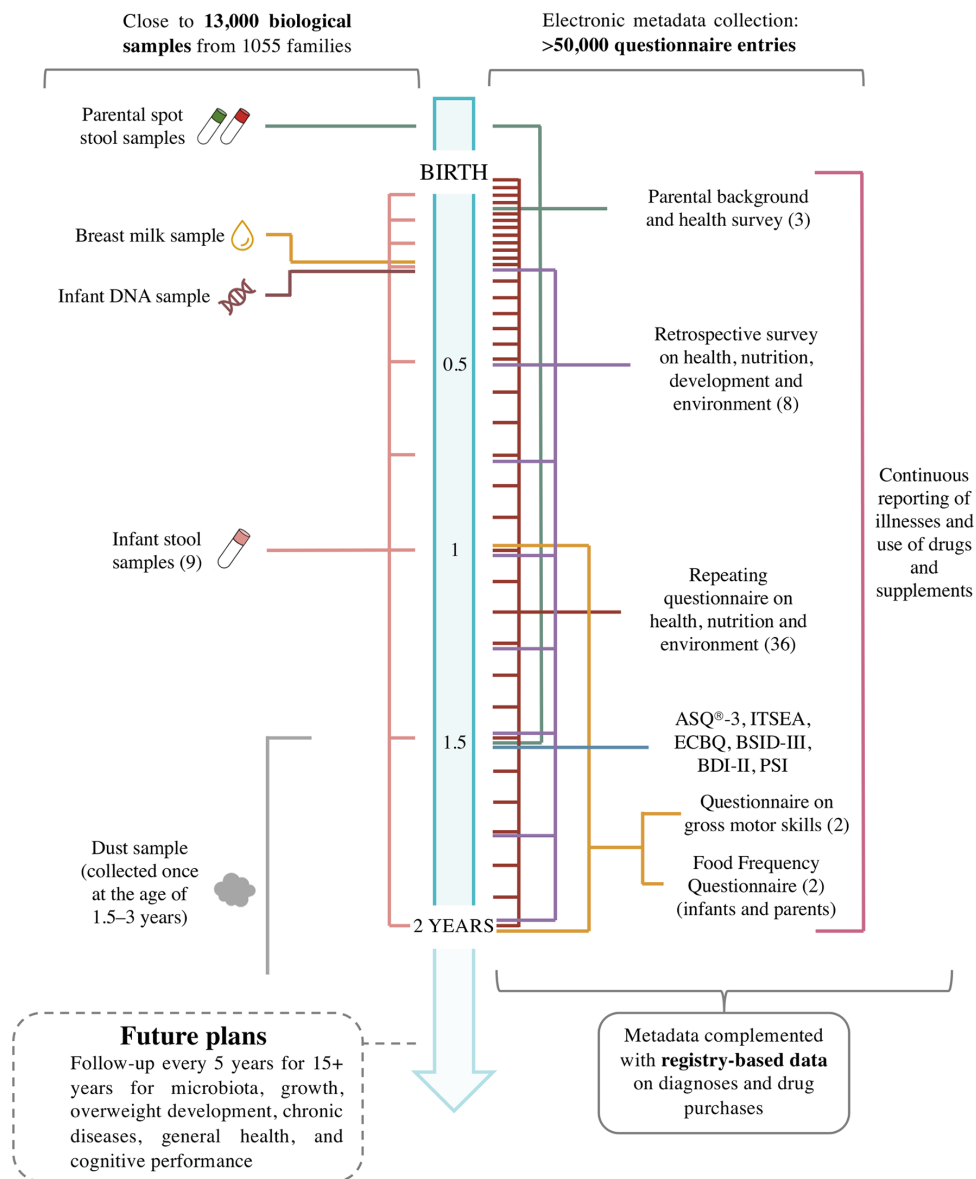 Close to 13,000 biological
samples from 1055 families
Electronic metadata collection:
>50,000 questionnaire entries
Parental spot
stool samples
BIRTH
Parental background
and health survey (3)
Breast milk sample
Infant DNA sample
Retrospective survey
on health, nutrition,
development and
environment (8)
0.5
Continuous
reporting of
illnesses and
use of drugs
and
supplements
Infant stool
samples (9)
1
Repeating
questionnaire on
health, nutrition and
environment (36)
1.5
ASQ®-3, ITSEA,
ECBQ, BSID-III,
BDI-II, PSI
Questionnaire on
gross motor skills (2)
Dust sample
(collected once
at the age of
1.5–3 years)
Food Frequency
Questionnaire (2)
(infants and parents)
2 YEARS
Future plans
Follow-up every 5 years for 15+
years for microbiota, growth,
overweight development, chronic
diseases, general health, and
cognitive performance
Metadata complemented
with registry-based data
on diagnoses and drug
purchases